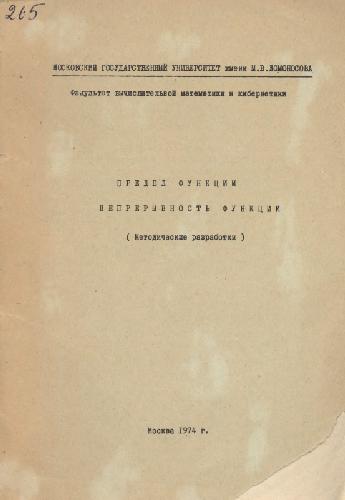 265
МОСКОВСКИЙ ГОСУДАРСТВЕННЫЙ УНИВЕРСИТЕТ имени М.В.ЛОМОНОСОВА
Факультет вычислительной математики и кибернетики
ПРЕДЕЛ ФУНКЦИИ
НЕПРЕРЫВНОСТЬ ФУНКЦИИ
( Методические разработки )
Москва 1974 г.